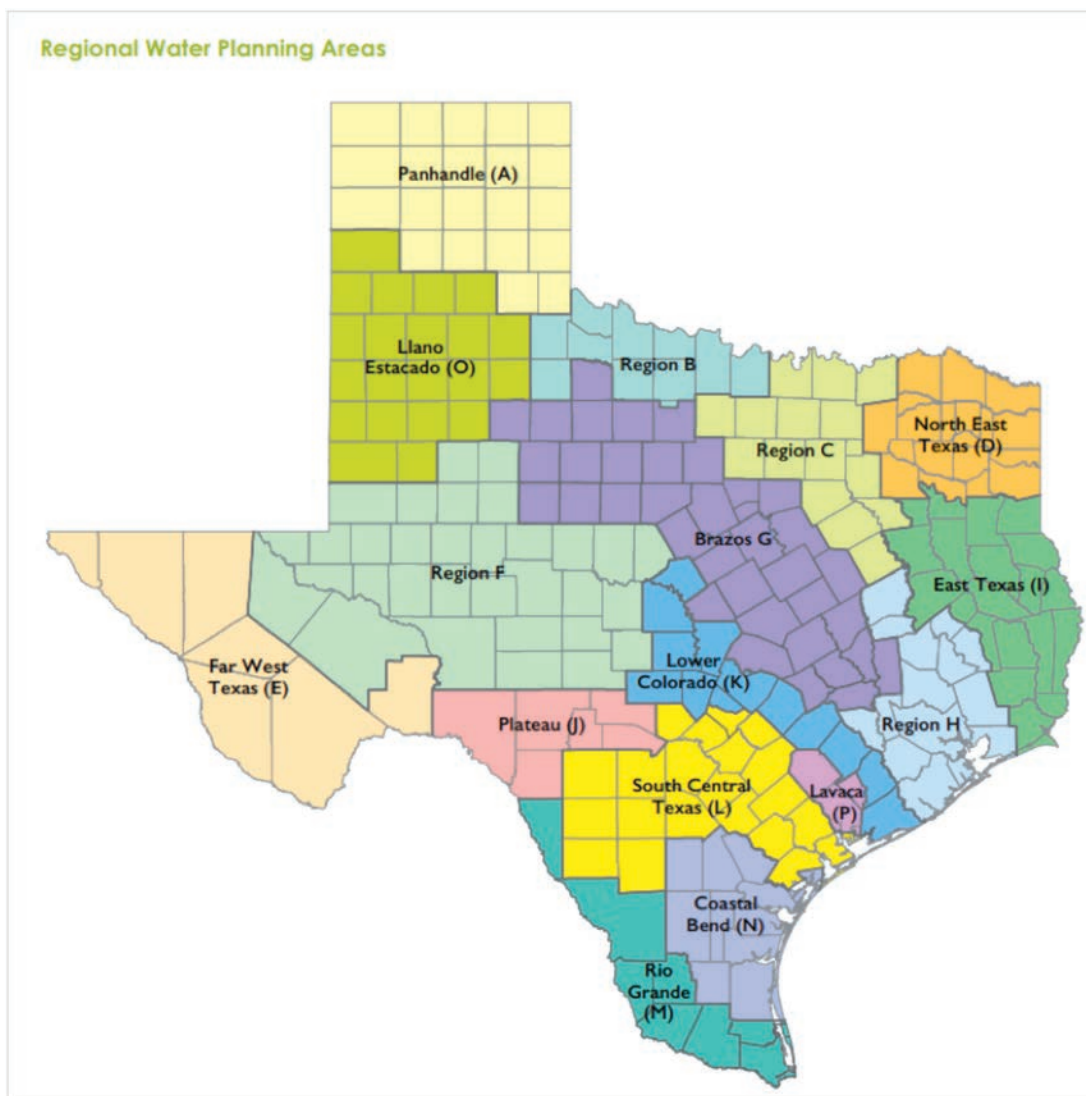 Regional Water Planning Areas
Panhandle (A)
Llano
Estacado (O)
Region B
Region C
North East
Texas (D)
Brazos G
Region F
East Texas (I)
Far West
Texas (E)
Lower
Colorado (K)
Plateau (J)
Region H
South Central
Texas (L)
Lavaca
(P)
Coastal
Bend (N)
Rio
Grande
(M)